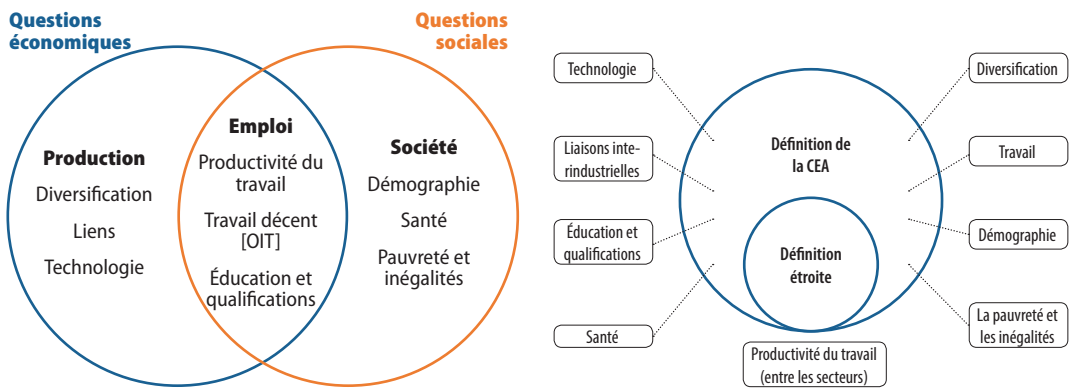 Questions
économiques
Questions
sociales
Production
Diversification
Liens
Technologie
Emploi
Productivité du
travail
Travail décent
[OIT]
Éducation et
qualifications
Société
Démographie
Santé
Pauvreté et
inégalités
Technologie
Liaisons inte-
rindustrielles
Éducation et
qualifications
Santé
Définition de
la CEA
Définition
étroite
Productivité du travail
(entre les secteurs)
Diversification
Travail
Démographie
La pauvreté et
les inégalités